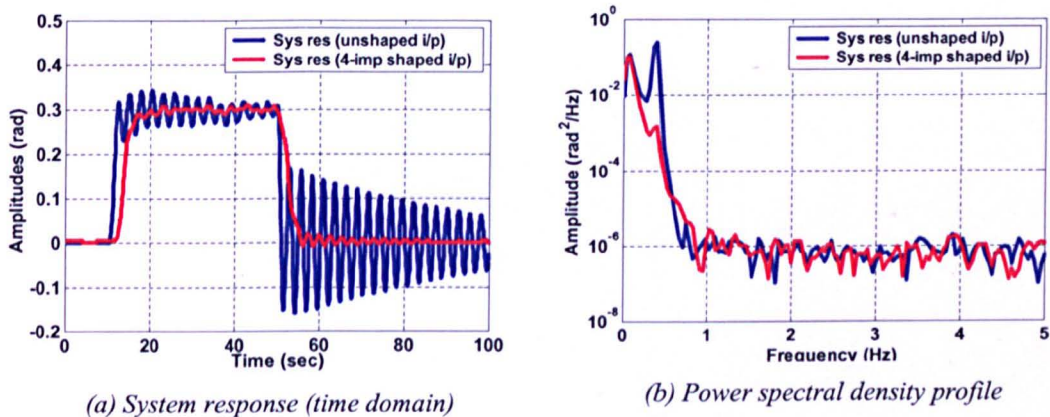 0.5
0.4
0.3
0.2
0.1
0
-0.1
-0.2
Amplitudes (rad)
Sys res (unshaped i/p)
Sys res (4-imp shaped i/p)
0 20 40 60 80 100
Time (sec)
(a) System response (time domain)
10^0
10^-2
10^-4
10^-6
10^-8
Amplitude (rad^2/Hz)
Sys res (unshaped i/p)
Sys res (4-imp shaped i/p)
0 1 2 3 4 5
Frequency (Hz)
(b) Power spectral density profile